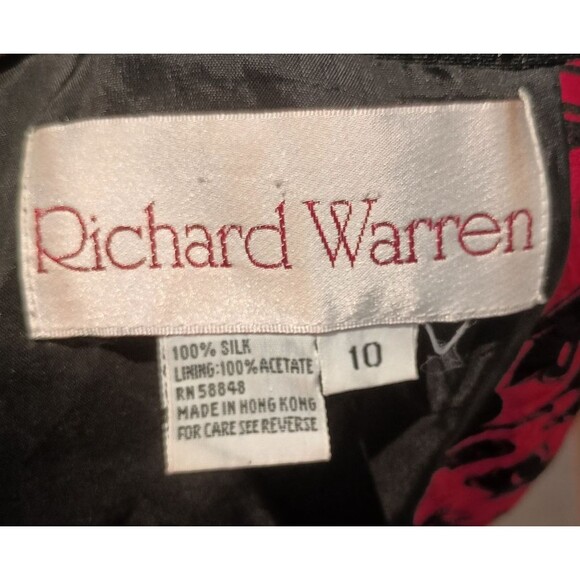 Richard Warren
100% SILK
LINING:100% ACETATE
RN 58848
MADE IN HONG KONG
FOR CARE SEE REVERSE
10